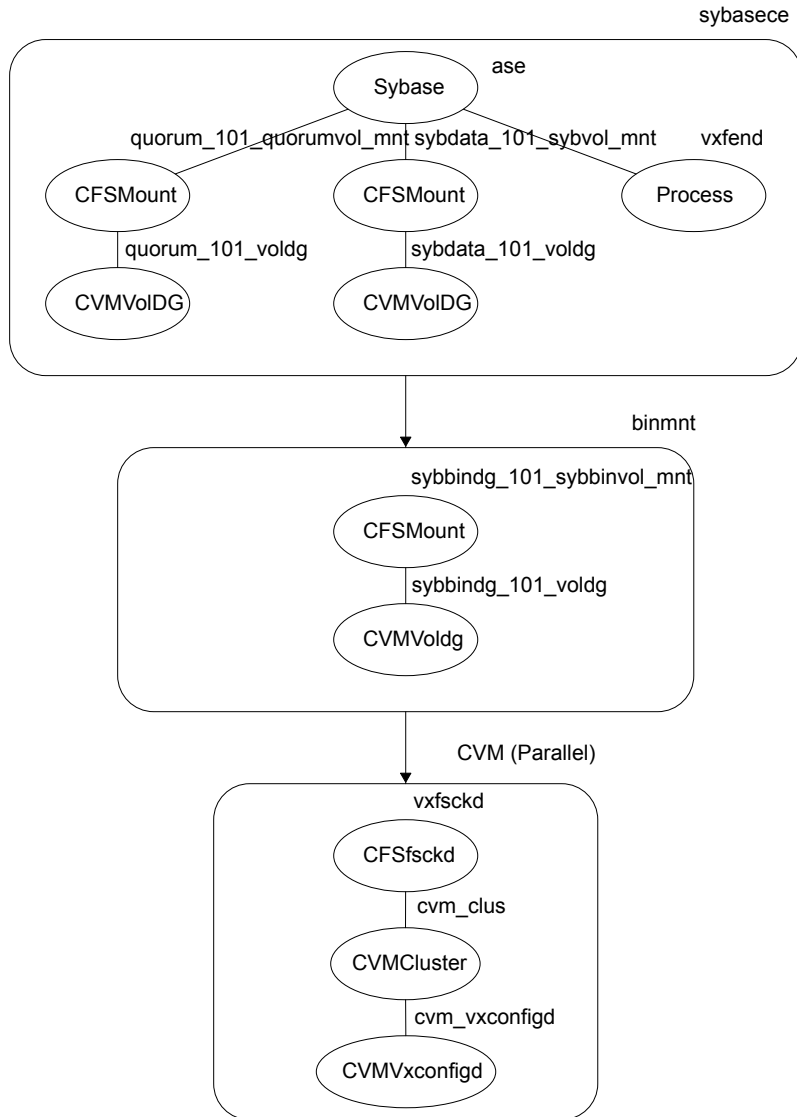 sybasece
ase
Sybase
quorum_101_quorumvol_mnt
sybdata_101_sybvol_mnt
vxfend
CFSMount
CFSMount
Process
quorum_101_voldg
sybdata_101_voldg
CVMVolDG
CVMVolDG
binmnt
sybbindg_101_sybbinvol_mnt
CFSMount
sybbindg_101_voldg
CVMVoldg
CVM (Parallel)
vxfsckd
CFSfsckd
cvm_clus
CVMCluster
cvm_vxconfigd
CVMVxconfigd